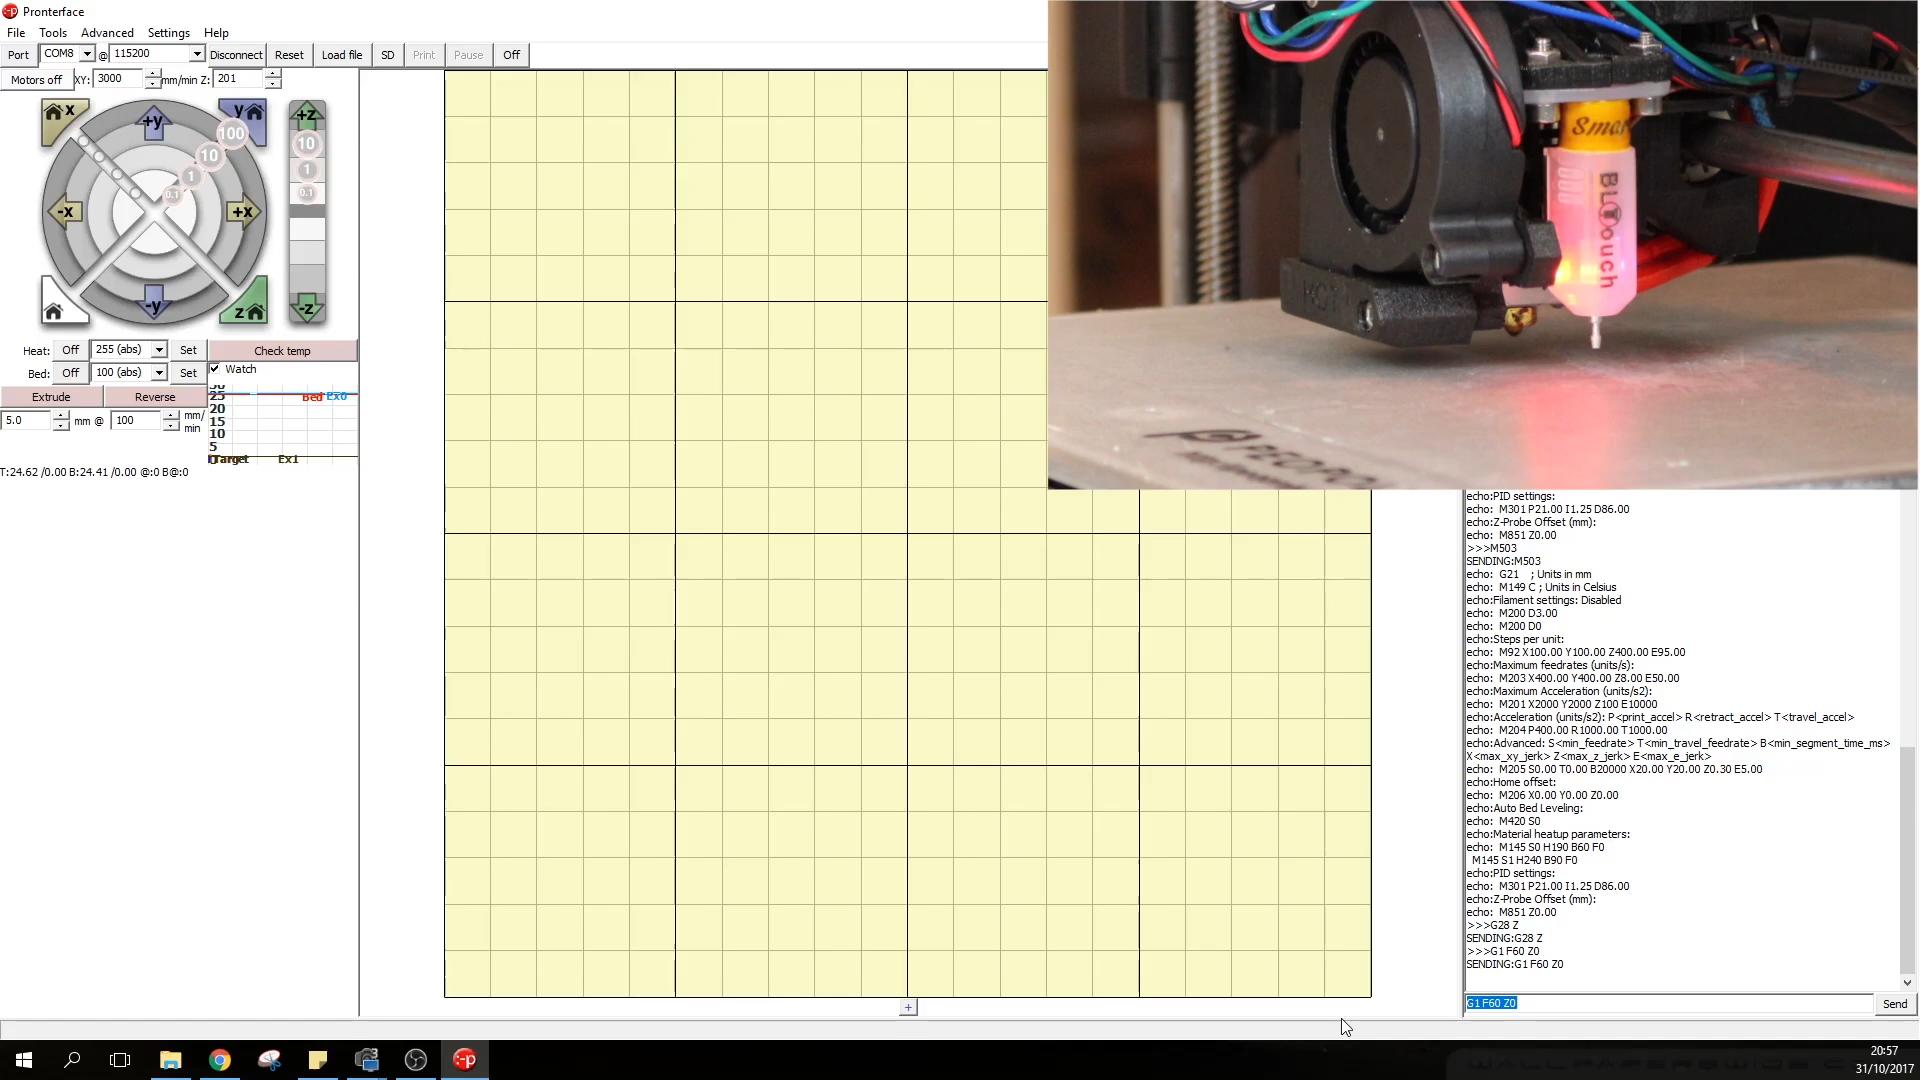 Pronterface
File Tools Advanced Settings Help
Port COM8 @ 115200 Disconnect Reset Load file SD Print Pause Off
Motors off XY: 3000 mm/min Z: 201
x y +y 100 10 1 0.1 -x +x -y z
+z 10 1 0.1 -z
Heat: Off 255 (abs) Set Check temp
Bed: Off 100 (abs) Set Watch
Extrude Reverse
5.0 mm @ 100 mm/
min
Bed Ex0
25
20
15
10
5
Target Ex1
T:24.62 /0.00 B:24.41 /0.00 @:0 B@:0
BLTouch
echo:PID settings:
echo:  M301 P21.00 I1.25 D86.00
echo:Z-Probe Offset (mm):
echo:  M851 Z0.00
>>>M503
SENDING:M503
echo:  G21    ; Units in mm
echo:  M149 C ; Units in Celsius
echo:Filament settings: Disabled
echo:  M200 D3.00
echo:  M200 D0
echo:Steps per unit:
echo:  M92 X100.00 Y100.00 Z400.00 E95.00
echo:Maximum feedrates (units/s):
echo:  M203 X400.00 Y400.00 Z8.00 E50.00
echo:Maximum Acceleration (units/s2):
echo:  M201 X2000 Y2000 Z100 E10000
echo:Acceleration (units/s2): P<print_accel> R<retract_accel> T<travel_accel>
echo:  M204 P400.00 R1000.00 T1000.00
echo:Advanced: S<min_feedrate> T<min_travel_feedrate> B<min_segment_time_ms>
X<max_xy_jerk> Z<max_z_jerk> E<max_e_jerk>
echo:  M205 S0.00 T0.00 B20000 X20.00 Y20.00 Z0.30 E5.00
echo:Home offset:
echo:  M206 X0.00 Y0.00 Z0.00
echo:Auto Bed Leveling:
echo:  M420 S0
echo:Material heatup parameters:
echo:  M145 S0 H190 B60 F0
  M145 S1 H240 B90 F0
echo:PID settings:
echo:  M301 P21.00 I1.25 D86.00
echo:Z-Probe Offset (mm):
echo:  M851 Z0.00
>>>G28 Z
SENDING:G28 Z
>>>G1 F60 Z0
SENDING:G1 F60 Z0
G1 F60 Z0 Send
+
20:57
31/10/2017